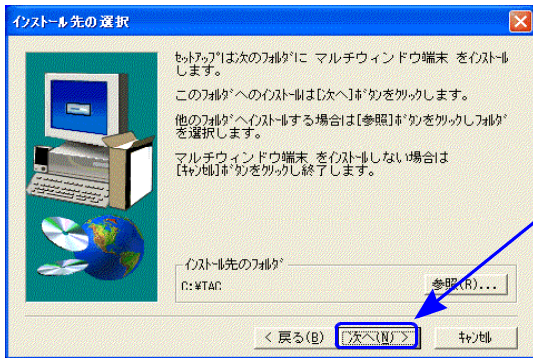 インストール先の選択
ｾｯﾄｱｯﾌﾟは次のﾌｫﾙﾀﾞに マルチウィンドウ端末 をｲﾝｽﾄｰﾙ
します。
このﾌｫﾙﾀﾞへのｲﾝｽﾄｰﾙは[次へ]ﾎﾞﾀﾝをｸﾘｯｸします。
他のﾌｫﾙﾀﾞへｲﾝｽﾄｰﾙする場合は[参照]ﾎﾞﾀﾝをｸﾘｯｸしﾌｫﾙﾀﾞ
を選択します。
マルチウィンドウ端末 をｲﾝｽﾄｰﾙしない場合は
[ｷｬﾝｾﾙ]ﾎﾞﾀﾝをｸﾘｯｸし終了します。
ｲﾝｽﾄｰﾙ先のﾌｫﾙﾀﾞ
C:¥TAC
参照(R)...
< 戻る(B)
次へ(N) >
ｷｬﾝｾﾙ